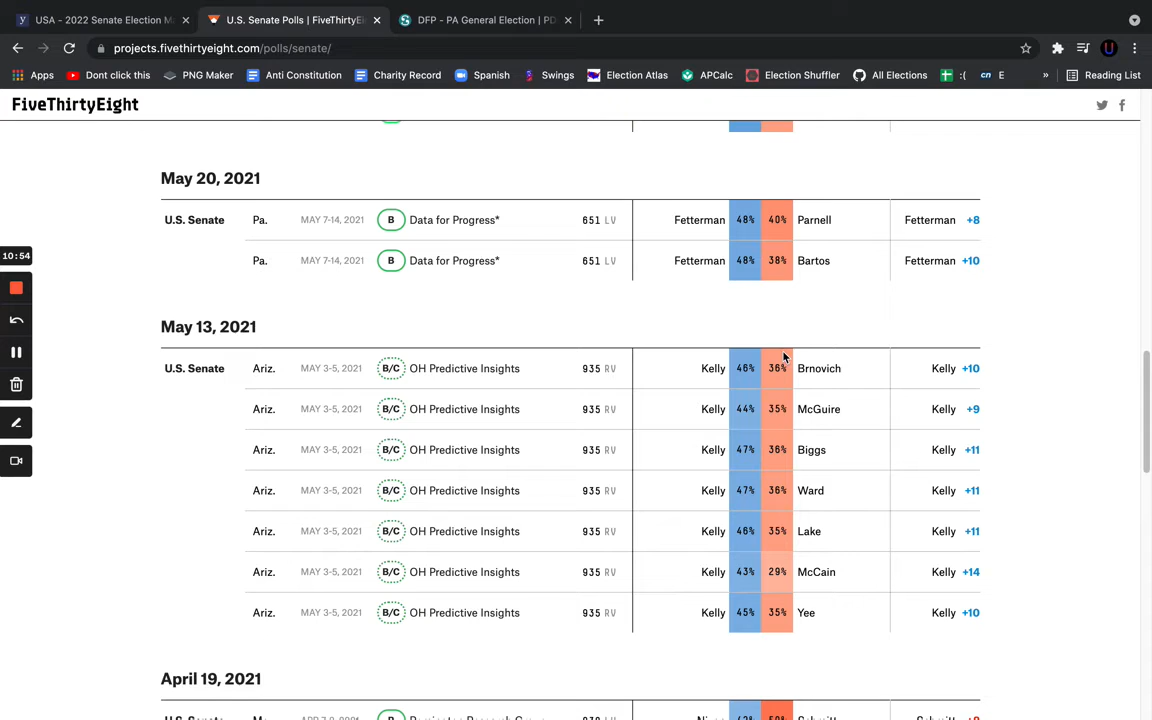 USA - 2022 Senate Election M
U.S. Senate Polls | FiveThirtyEi
DFP - PA General Election | PD
projects.fivethirtyeight.com/polls/senate/
Apps Dont click this PNG Maker Anti Constitution Charity Record Spanish Swings Election Atlas APCalc Election Shuffler All Elections :( cn E » Reading List
FiveThirtyEight
May 20, 2021
U.S. Senate Pa. MAY 7-14, 2021 B Data for Progress* 651 LV Fetterman 48% 40% Parnell Fetterman +8
Pa. MAY 7-14, 2021 B Data for Progress* 651 LV Fetterman 48% 38% Bartos Fetterman +10
10:54
May 13, 2021
U.S. Senate Ariz. MAY 3-5, 2021 B/C OH Predictive Insights 935 RV Kelly 46% 36% Brnovich Kelly +10
Ariz. MAY 3-5, 2021 B/C OH Predictive Insights 935 RV Kelly 44% 35% McGuire Kelly +9
Ariz. MAY 3-5, 2021 B/C OH Predictive Insights 935 RV Kelly 47% 36% Biggs Kelly +11
Ariz. MAY 3-5, 2021 B/C OH Predictive Insights 935 RV Kelly 47% 36% Ward Kelly +11
Ariz. MAY 3-5, 2021 B/C OH Predictive Insights 935 RV Kelly 46% 35% Lake Kelly +11
Ariz. MAY 3-5, 2021 B/C OH Predictive Insights 935 RV Kelly 43% 29% McCain Kelly +14
Ariz. MAY 3-5, 2021 B/C OH Predictive Insights 935 RV Kelly 45% 35% Yee Kelly +10
April 19, 2021